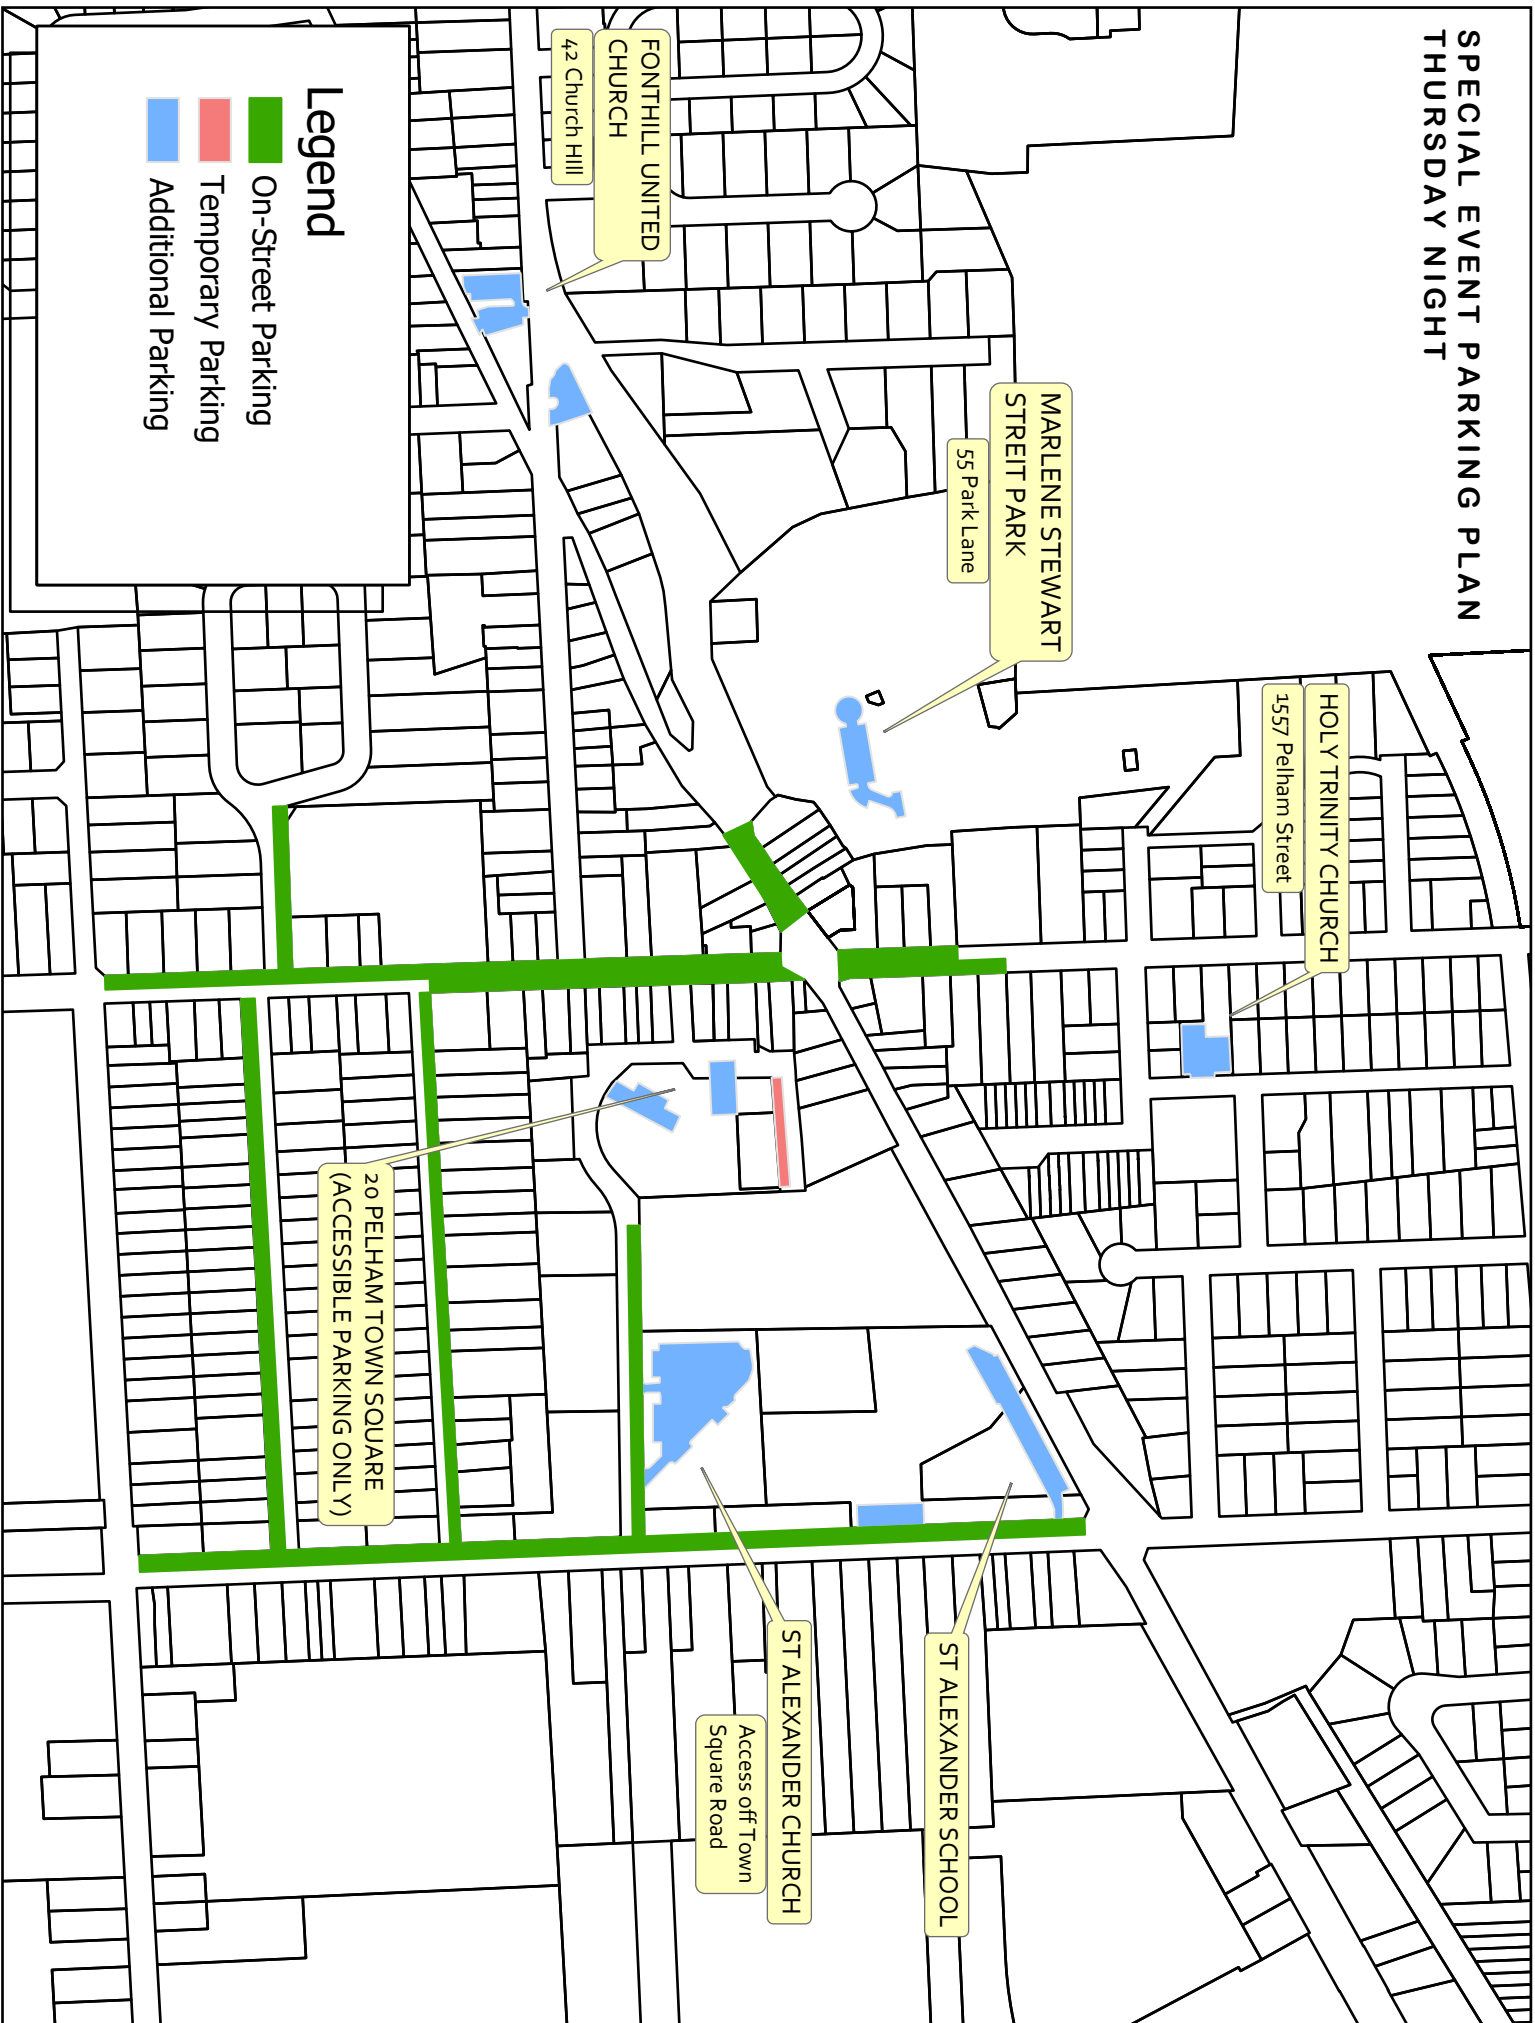 SPECIAL EVENT PARKING PLAN
THURSDAY NIGHT
HOLY TRINITY CHURCH
1557 Pelham Street
MARLENE STEWART
STREIT PARK
55 Park Lane
FONTHILL UNITED
CHURCH
42 Church Hill
ST ALEXANDER SCHOOL
ST ALEXANDER CHURCH
Access off Town
Square Road
20 PELHAM TOWN SQUARE
(ACCESSIBLE PARKING ONLY)
Legend
On-Street Parking
Temporary Parking
Additional Parking